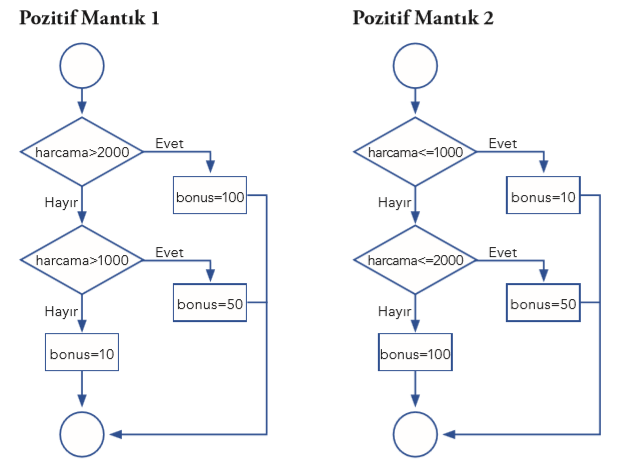 Pozitif Mantık 1
harcama>2000
Evet
Hayır
bonus=100
harcama>1000
Evet
Hayır
bonus=50
bonus=10
Pozitif Mantık 2
harcama<=1000
Evet
Hayır
bonus=10
harcama<=2000
Evet
Hayır
bonus=50
bonus=100